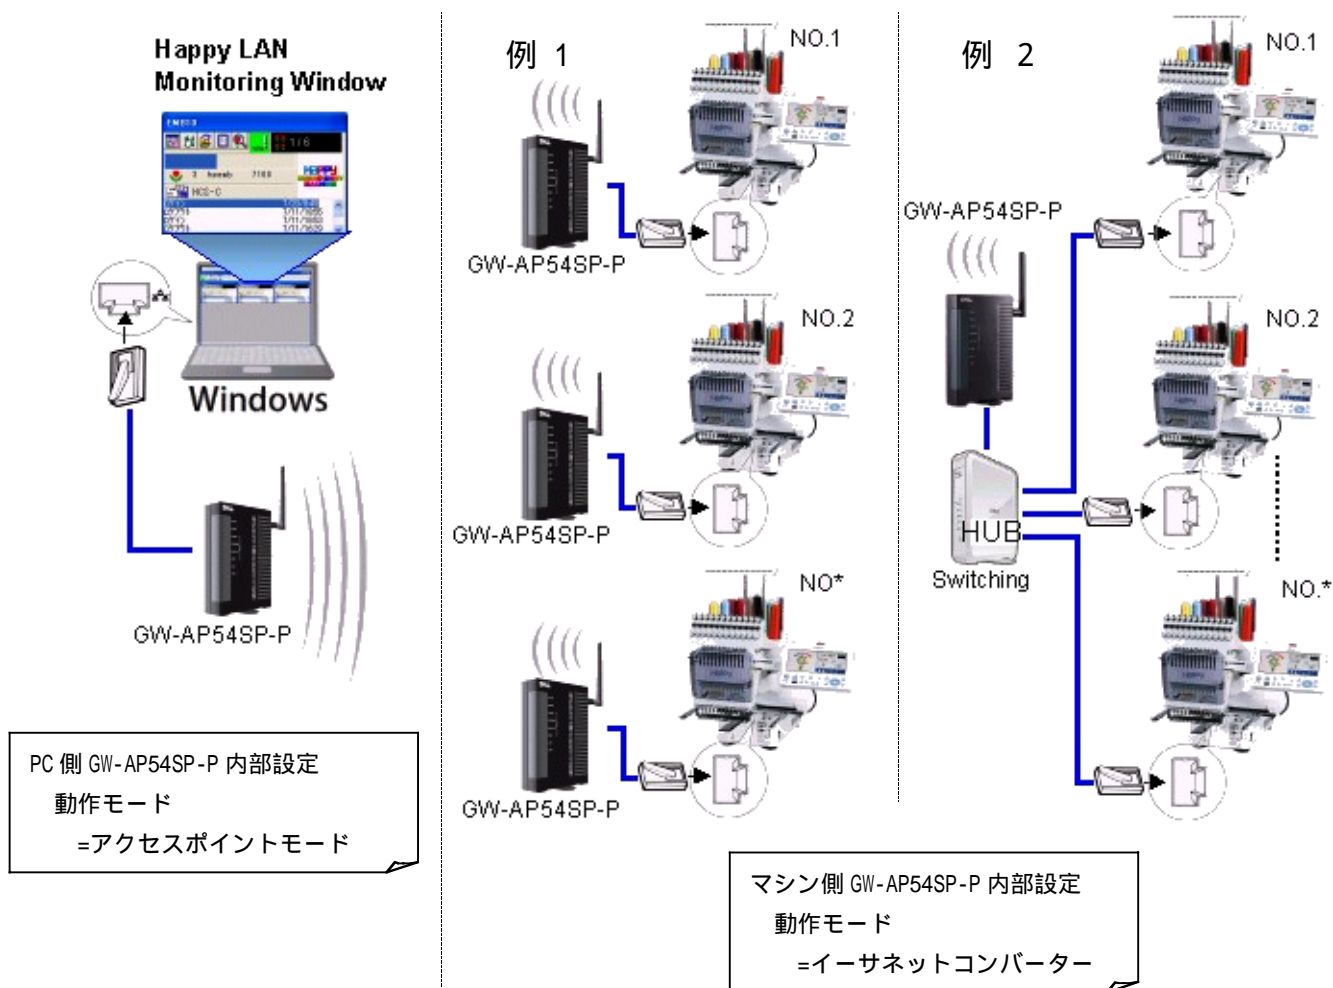 Happy LAN
Monitoring Window
1/6
HCS-C
Windows
GW-AP54SP-P
PC 側 GW-AP54SP-P 内部設定
動作モード
=アクセスポイントモード
例 1
NO.1
GW-AP54SP-P
NO.2
GW-AP54SP-P
NO*
GW-AP54SP-P
例 2
NO.1
GW-AP54SP-P
NO.2
HUB
Switching
NO.*
マシン側 GW-AP54SP-P 内部設定
動作モード
=イーサネットコンバーター